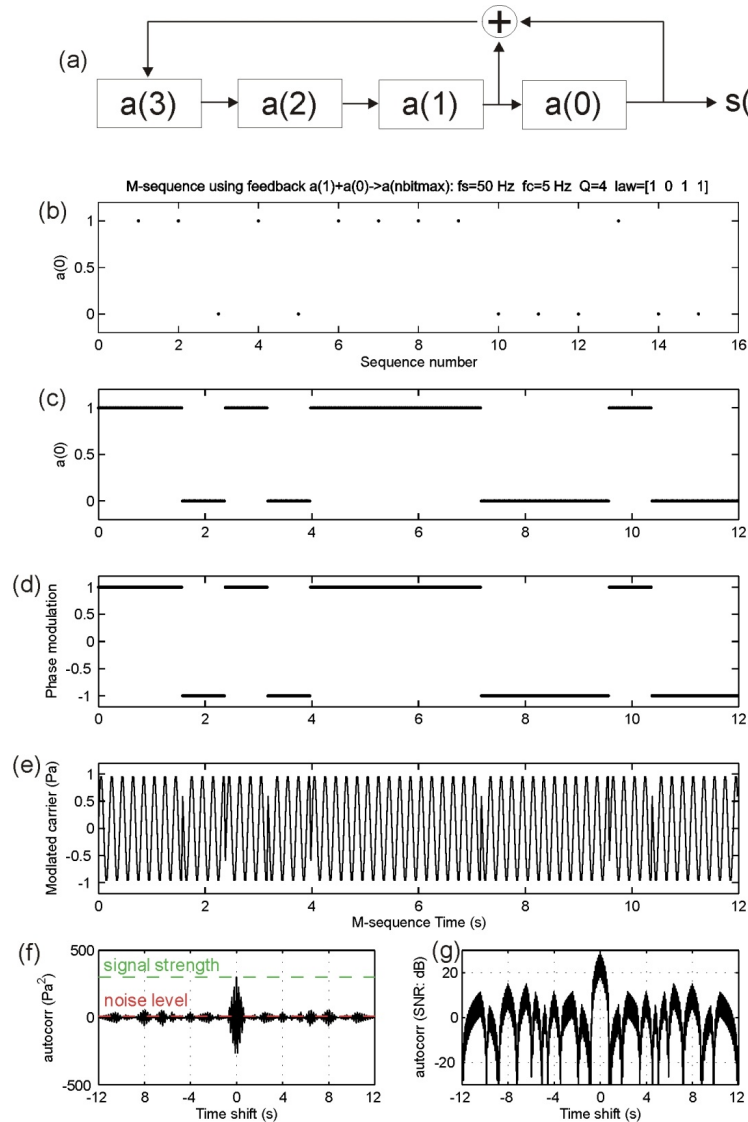 (a)
+
a(3) a(2) a(1) a(0) s(
M-sequence using feedback a(1)+a(0)->a(nbitmax): fs=50 Hz fc=5 Hz Q=4 law=[1 0 1 1]
(b)
a(0)
1
0.5
0
0 2 4 6 8 10 12 14 16
Sequence number
(c)
a(0)
1
0.5
0
0 2 4 6 8 10 12
(d)
Phase modulation
1
0.5
0
-0.5
-1
0 2 4 6 8 10 12
(e)
Modlated carrier (Pa)
1
0.5
0
-0.5
-1
0 2 4 6 8 10 12
M-sequence Time (s)
(f)
autocorr (Pa2)
500
0
-500
signal strength
noise level
-12 -8 -4 0 4 8 12
Time shift (s)
(g)
autocorr (SNR: dB)
20
0
-20
-12 -8 -4 0 4 8 12
Time shift (s)